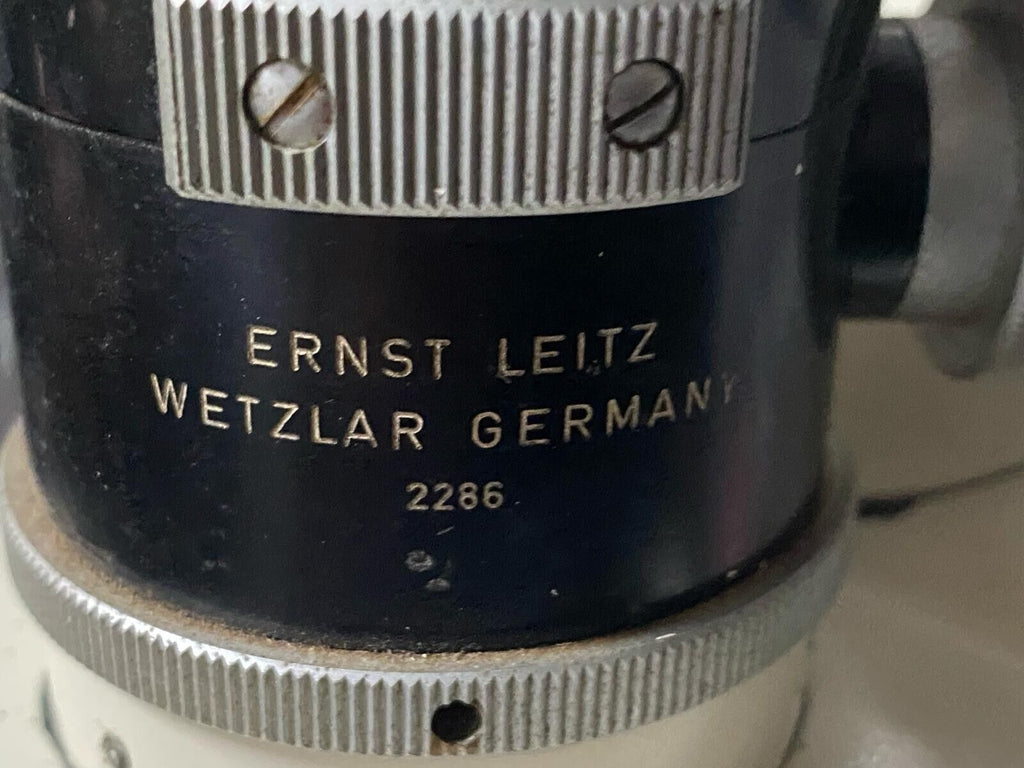 ERNST LEITZ
WETZLAR GERMANY
2286